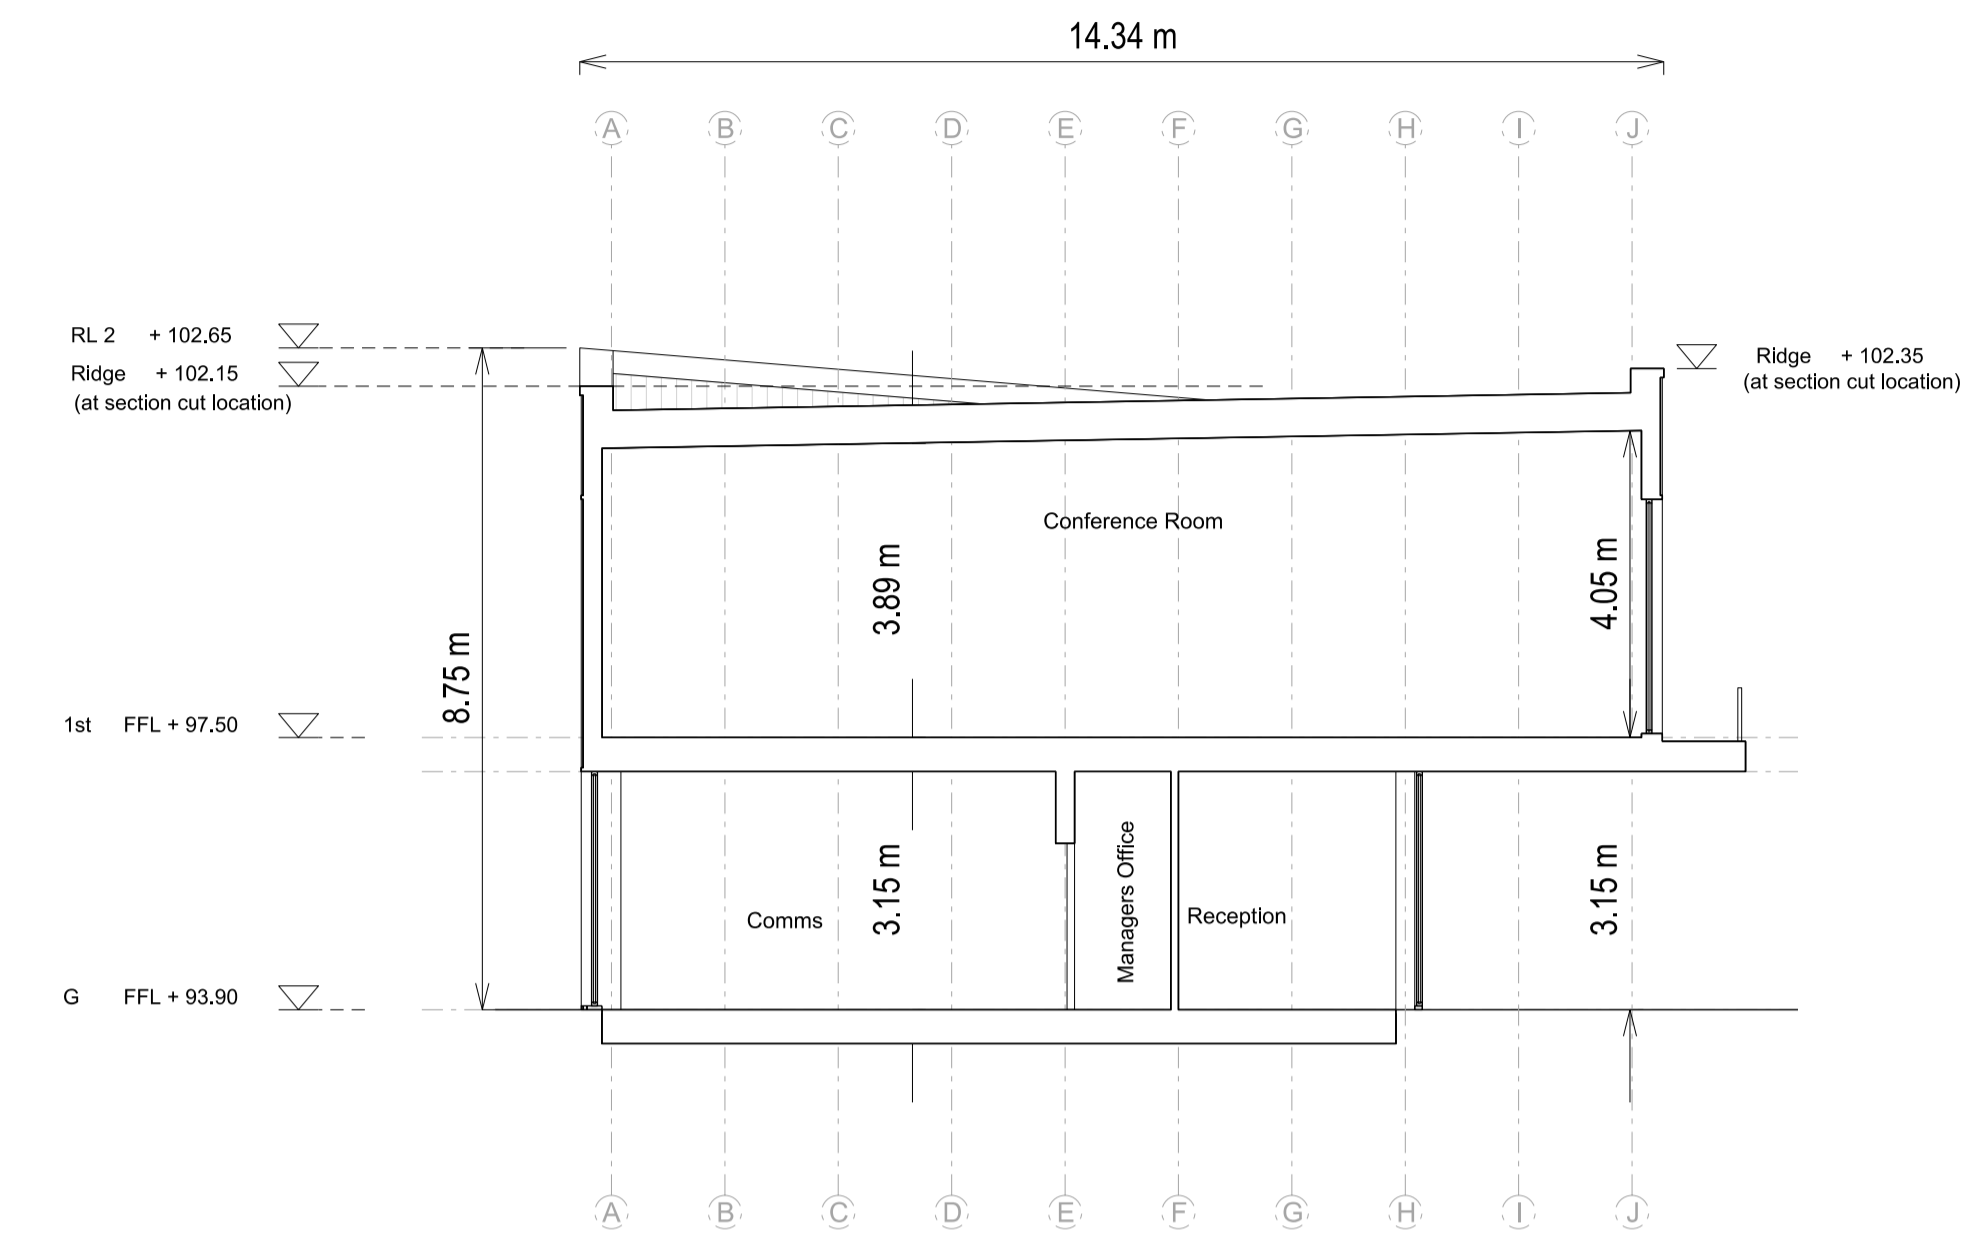 14.34 m
A B C D E F G H I J
RL 2 + 102.65
Ridge + 102.15
(at section cut location)
Ridge + 102.35
(at section cut location)
Conference Room
3.89 m
4.05 m
8.75 m
1st FFL + 97.50
Comms
3.15 m
Managers Office
Reception
3.15 m
G FFL + 93.90
A B C D E F G H I J